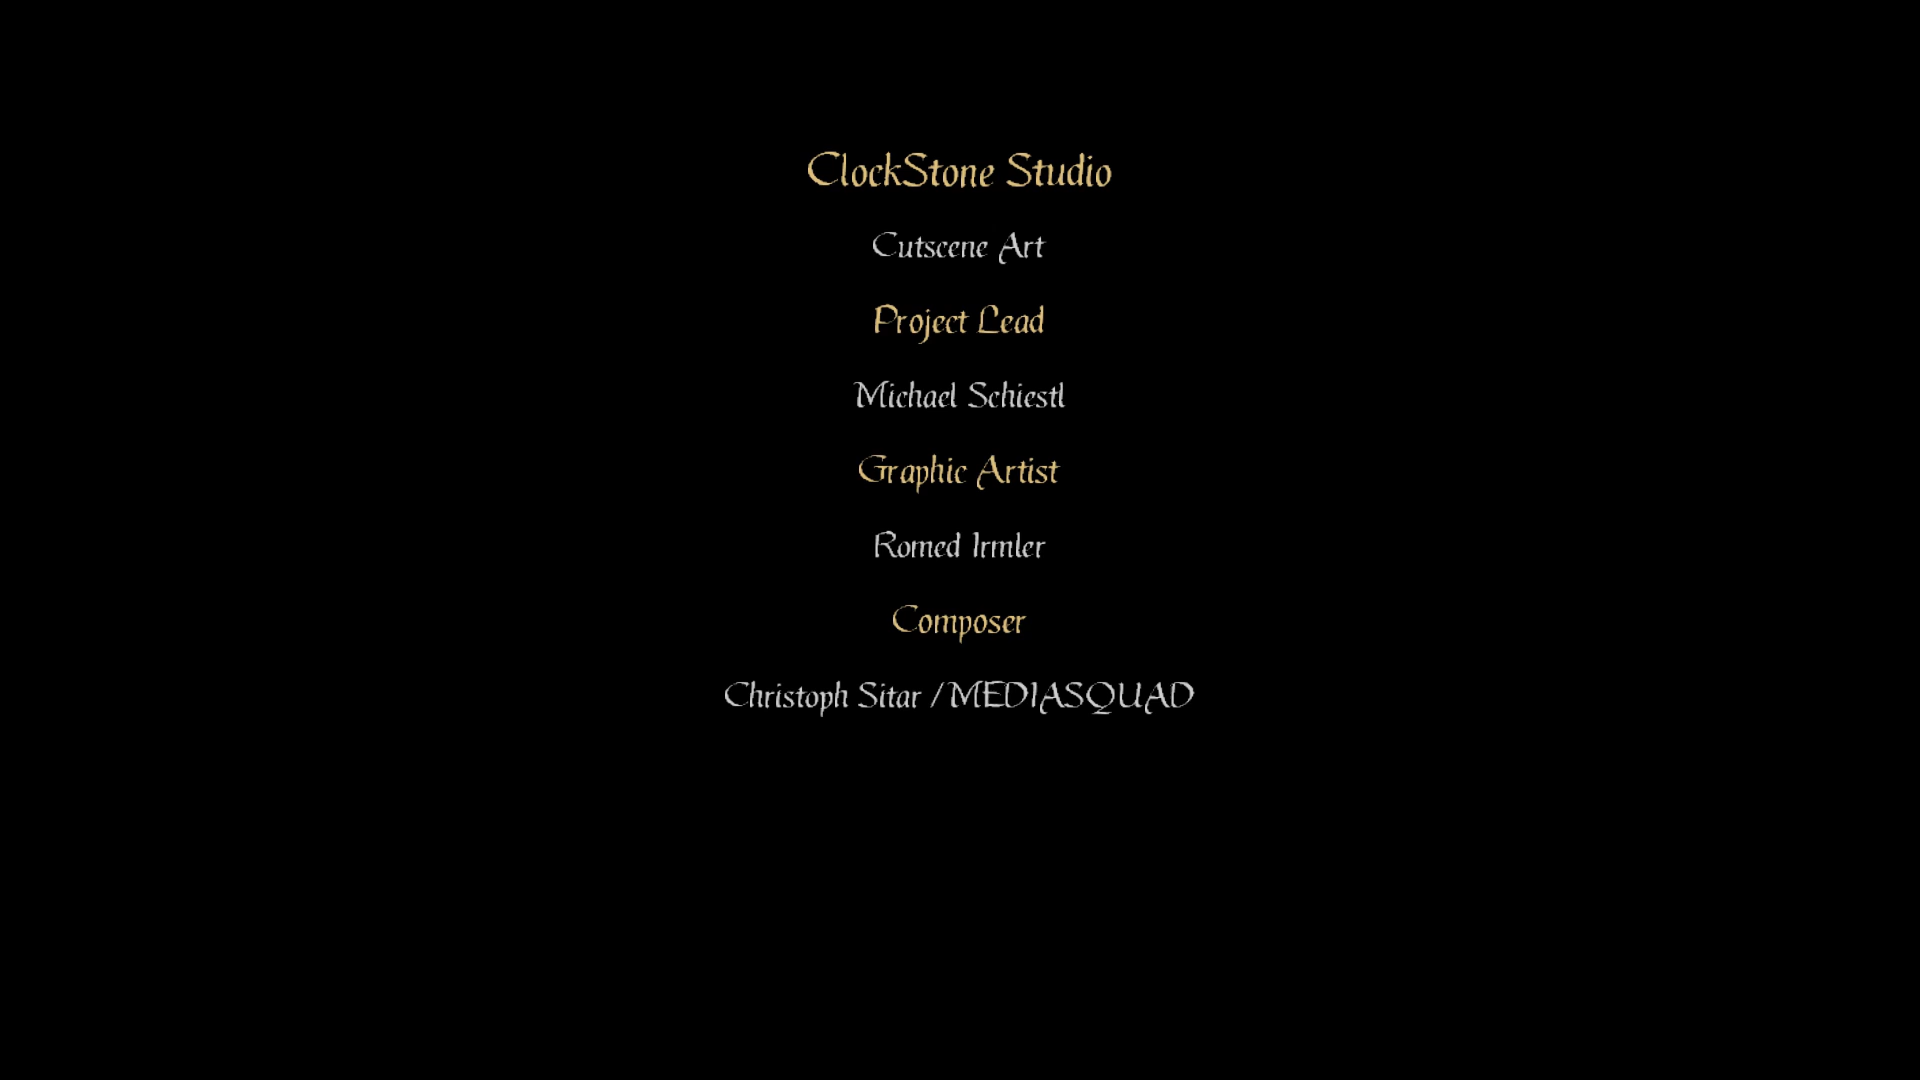 ClockStone Studio
Cutscene Art
Project Lead
Michael Schiestl
Graphic Artist
Romed Irmler
Composer
Christoph Sitar / MEDIASQUAD